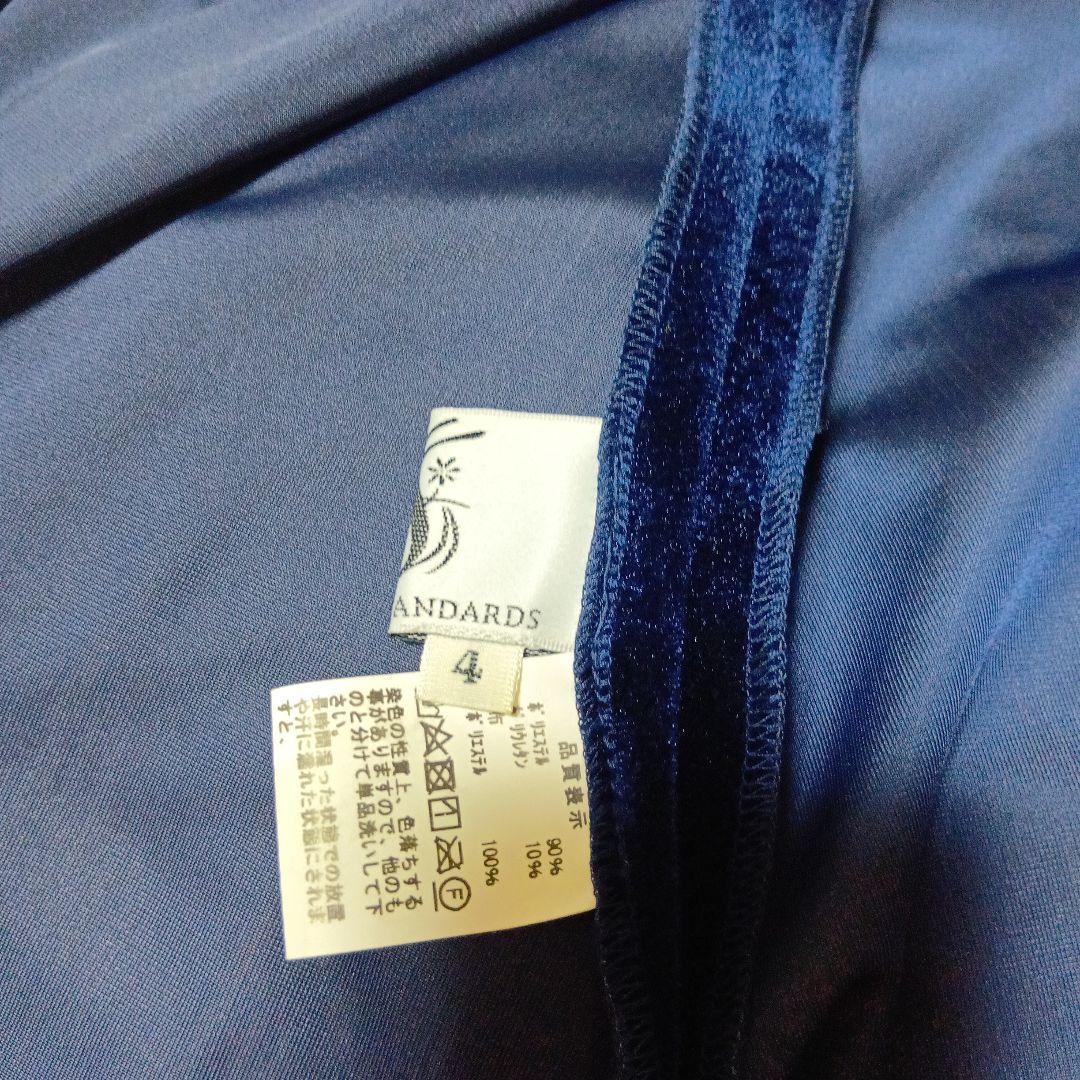 ANDARDS
4
品質表示
ポリエステル 90%
ポリウレタン 10%
布
ポリエステル 100%
染色の性質上、色落ちする
事がありますので、他のも
のと分けて単品洗いして下
さい。
長時間湿った状態での放置
や汗に濡れた状態にされま
すと、